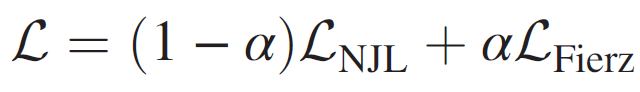 ℒ = (1 − α)ℒ_NJL + αℒ_Fierz